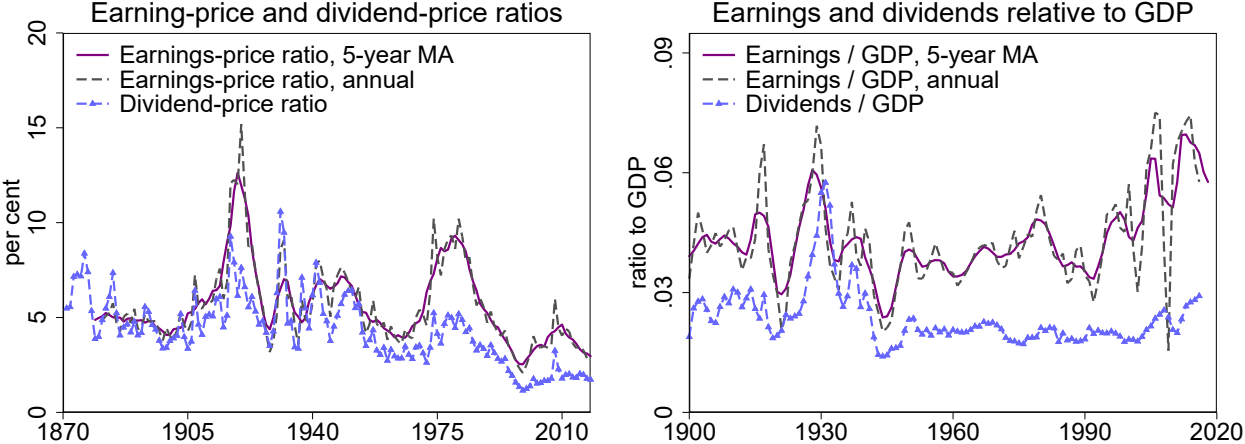 Earning-price and dividend-price ratios
20
15
10
5
0
per cent
Earnings-price ratio, 5-year MA
Earnings-price ratio, annual
Dividend-price ratio
1870 1905 1940 1975 2010
Earnings and dividends relative to GDP
.09
.06
.03
0
ratio to GDP
Earnings / GDP, 5-year MA
Earnings / GDP, annual
Dividends / GDP
1900 1930 1960 1990 2020